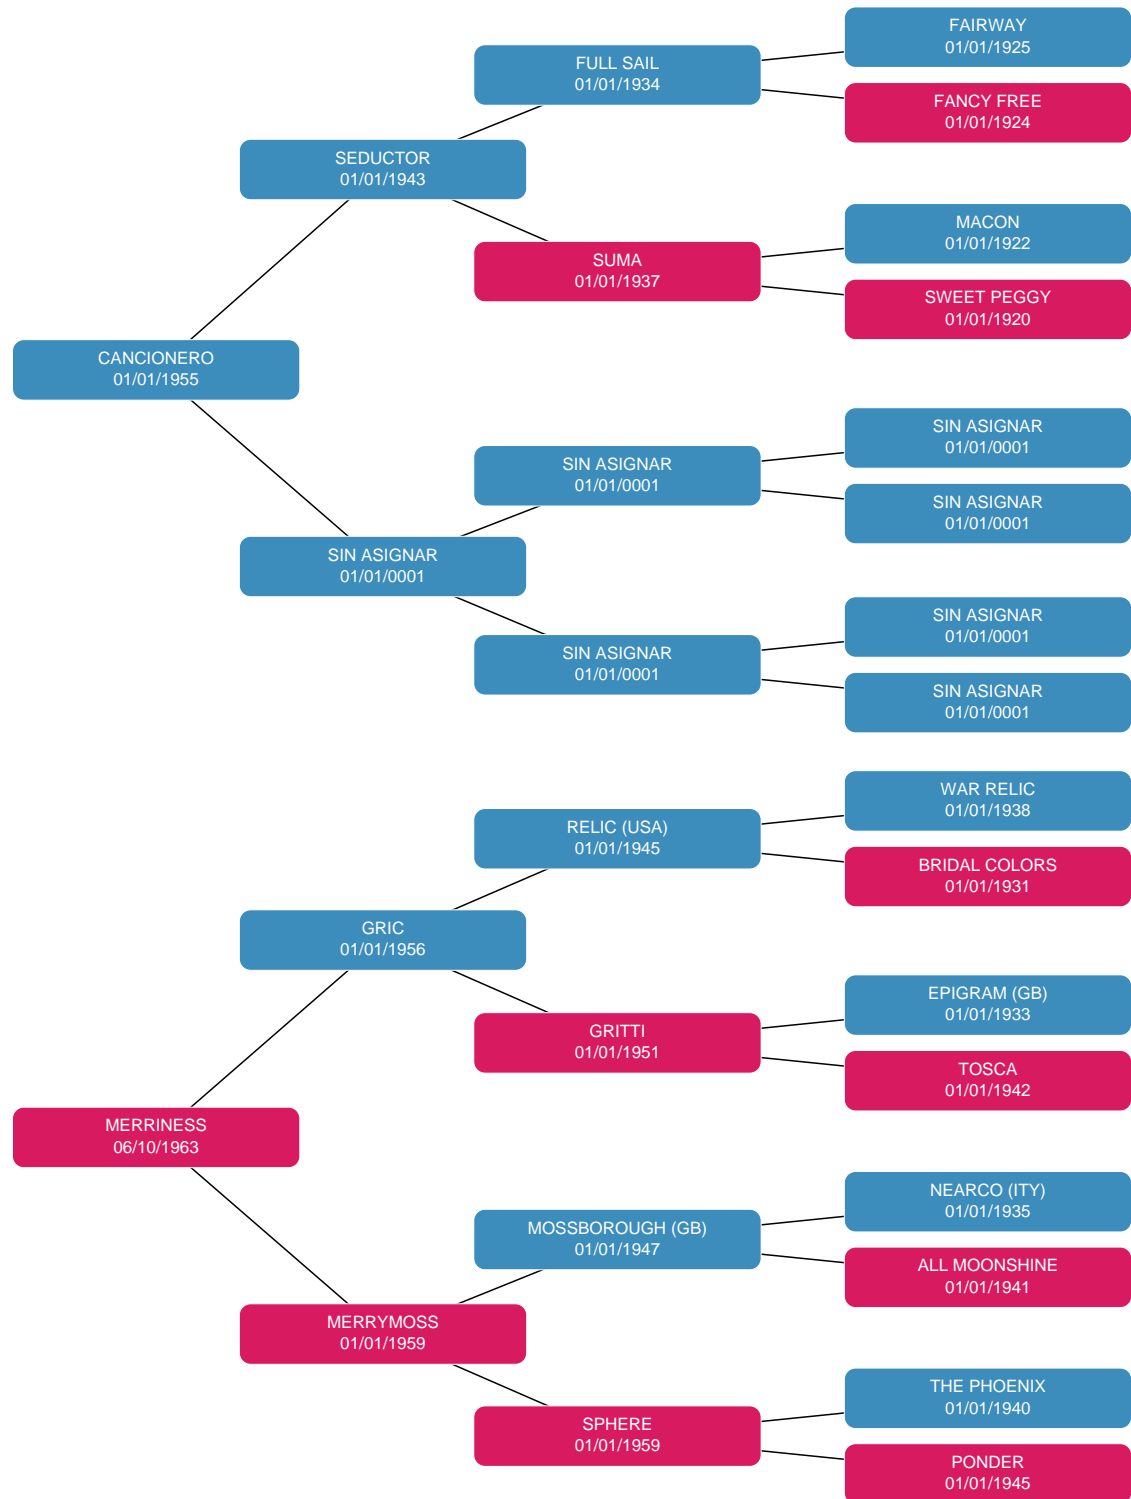 FAIRWAY
01/01/1925
FULL SAIL
01/01/1934
FANCY FREE
01/01/1924
SEDUCTOR
01/01/1943
MACON
01/01/1922
SUMA
01/01/1937
SWEET PEGGY
01/01/1920
CANCIONERO
01/01/1955
SIN ASIGNAR
01/01/0001
SIN ASIGNAR
01/01/0001
SIN ASIGNAR
01/01/0001
SIN ASIGNAR
01/01/0001
SIN ASIGNAR
01/01/0001
SIN ASIGNAR
01/01/0001
SIN ASIGNAR
01/01/0001
WAR RELIC
01/01/1938
RELIC (USA)
01/01/1945
BRIDAL COLORS
01/01/1931
GRIC
01/01/1956
EPIGRAM (GB)
01/01/1933
GRITTI
01/01/1951
TOSCA
01/01/1942
MERRINESS
06/10/1963
NEARCO (ITY)
01/01/1935
MOSSBOROUGH (GB)
01/01/1947
ALL MOONSHINE
01/01/1941
MERRYMOSS
01/01/1959
THE PHOENIX
01/01/1940
SPHERE
01/01/1959
PONDER
01/01/1945